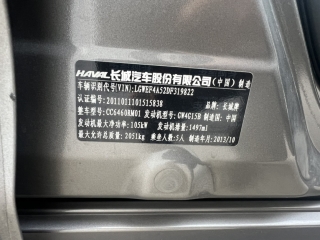 HAVAL 长城汽车股份有限公司(中国)制造
车辆识别代号(VIN):LGWEF4A52DF319822
认证编号:2011011101515838 品牌:长城牌
整车型号:CC6460RM01 发动机型号:GW4G15B 制造国:中国
发动机最大净功率:105kW 发动机排量:1497ml
最大允许总质量:2051kg 乘坐人数:5人 制造年月:2013/10